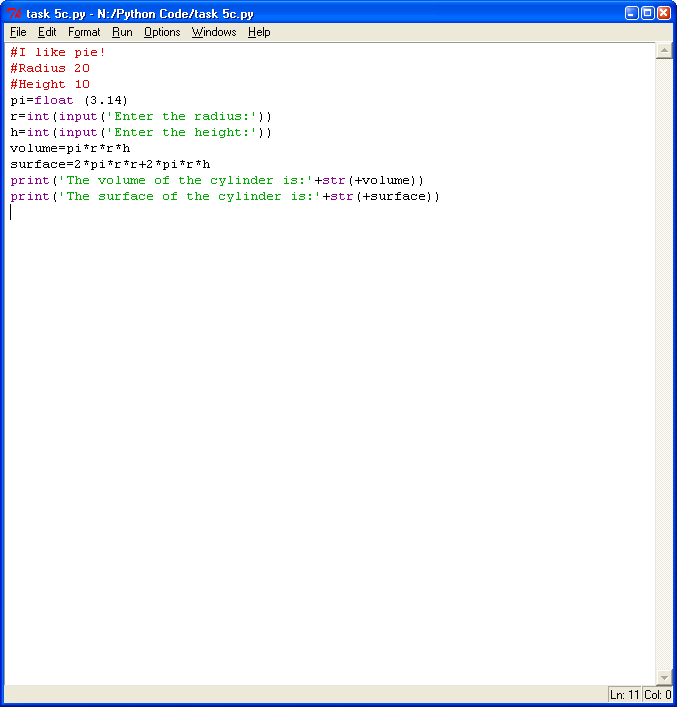 task 5c.py - N:/Python Code/task 5c.py
File Edit Format Run Options Windows Help
#I like pie!
#Radius 20
#Height 10
pi=float (3.14)
r=int(input('Enter the radius:'))
h=int(input('Enter the height:'))
volume=pi*r*r*h
surface=2*pi*r*r+2*pi*r*h
print('The volume of the cylinder is:'+str(+volume))
print('The surface of the cylinder is:'+str(+surface))
Ln: 11 Col: 0